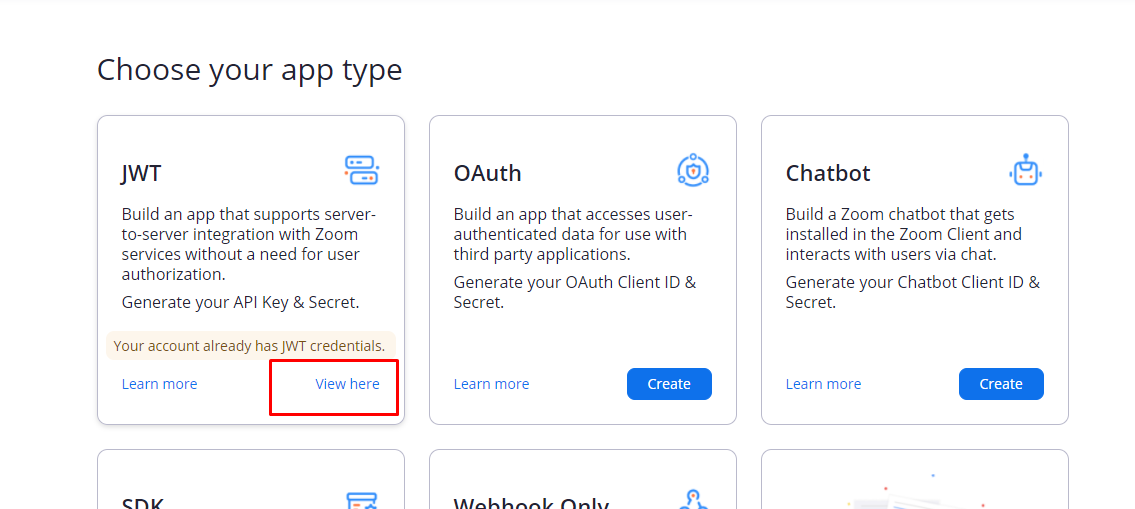 Choose your app type
JWT
Build an app that supports server-
to-server integration with Zoom
services without a need for user
authorization.
Generate your API Key & Secret.
Your account already has JWT credentials.
Learn more
View here
OAuth
Build an app that accesses user-
authenticated data for use with
third party applications.
Generate your OAuth Client ID &
Secret.
Learn more
Create
Chatbot
Build a Zoom chatbot that gets
installed in the Zoom Client and
interacts with users via chat.
Generate your Chatbot Client ID &
Secret.
Learn more
Create
SDK
Webhook Only